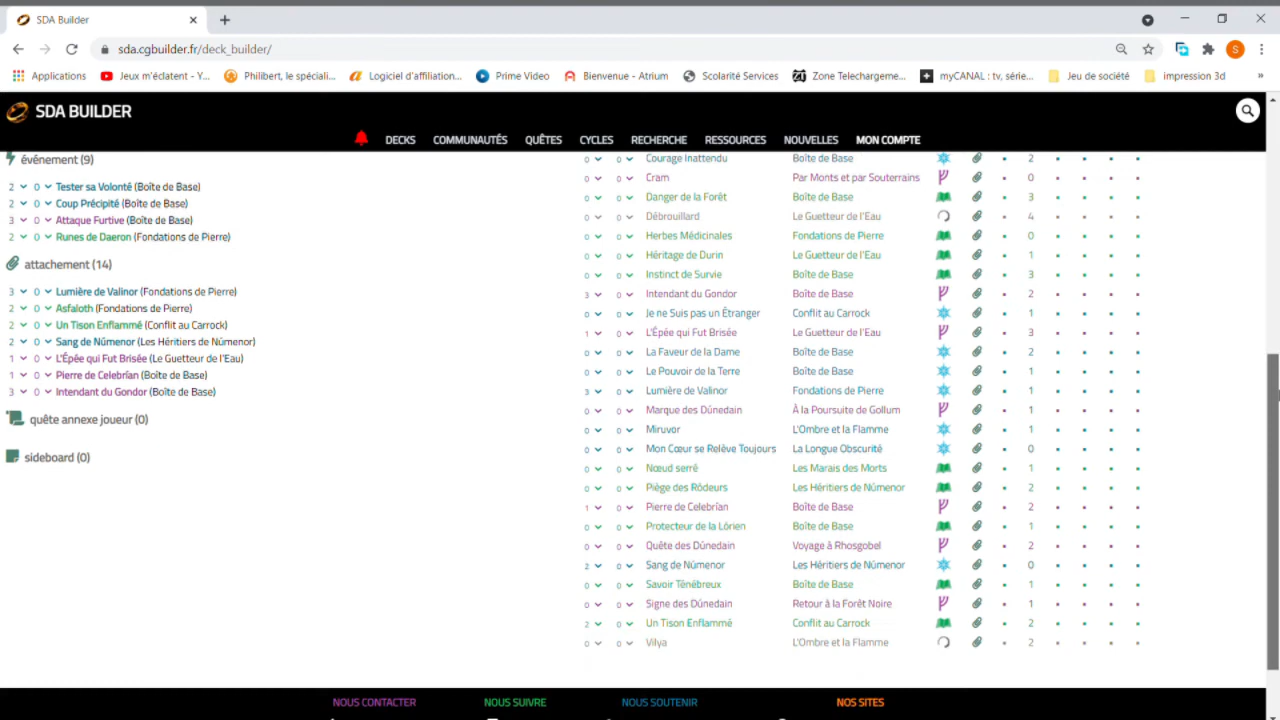 SDA Builder
sda.cgbuilder.fr/deck_builder/
S
Applications
Jeux m'éclatent - Y...
Philibert, le spéciali...
Logiciel d'affiliation...
Prime Video
Bienvenue - Atrium
Scolarité Services
Zone Telechargeme...
myCANAL : tv, série...
Jeu de société
impression 3d
»
SDA BUILDER
DECKS
COMMUNAUTÉS
QUÊTES
CYCLES
RECHERCHE
RESSOURCES
NOUVELLES
MON COMPTE
événement (9)
2 0 Tester sa Volonté (Boîte de Base)
2 0 Coup Précipité (Boîte de Base)
3 0 Attaque Furtive (Boîte de Base)
2 0 Runes de Daeron (Fondations de Pierre)
attachement (14)
3 0 Lumière de Valinor (Fondations de Pierre)
2 0 Asfaloth (Fondations de Pierre)
2 0 Un Tison Enflammé (Conflit au Carrock)
2 0 Sang de Númenor (Les Héritiers de Númenor)
1 0 L'Épée qui Fut Brisée (Le Guetteur de l'Eau)
1 0 Pierre de Celebrían (Boîte de Base)
3 0 Intendant du Gondor (Boîte de Base)
quête annexe joueur (0)
sideboard (0)
0 0 Courage Inattendu Boîte de Base 2
0 0 Cram Par Monts et par Souterrains 0
0 0 Danger de la Forêt Boîte de Base 3
0 0 Débrouillard Le Guetteur de l'Eau 4
0 0 Herbes Médicinales Fondations de Pierre 0
0 0 Héritage de Durin Le Guetteur de l'Eau 1
0 0 Instinct de Survie Boîte de Base 3
3 0 Intendant du Gondor Boîte de Base 2
0 0 Je ne Suis pas un Étranger Conflit au Carrock 1
1 0 L'Épée qui Fut Brisée Le Guetteur de l'Eau 3
0 0 La Faveur de la Dame Boîte de Base 2
0 0 Le Pouvoir de la Terre Boîte de Base 1
3 0 Lumière de Valinor Fondations de Pierre 1
0 0 Marque des Dúnedain À la Poursuite de Gollum 1
0 0 Miruvor L'Ombre et la Flamme 1
0 0 Mon Cœur se Relève Toujours La Longue Obscurité 0
0 0 Nœud serré Les Marais des Morts 1
0 0 Piège des Rôdeurs Les Héritiers de Númenor 2
1 0 Pierre de Celebrían Boîte de Base 2
0 0 Protecteur de la Lórien Boîte de Base 1
0 0 Quête des Dúnedain Voyage à Rhosgobel 2
2 0 Sang de Númenor Les Héritiers de Númenor 0
0 0 Savoir Ténébreux Boîte de Base 1
0 0 Signe des Dúnedain Retour à la Forêt Noire 1
2 0 Un Tison Enflammé Conflit au Carrock 2
0 0 Vilya L'Ombre et la Flamme 2
NOUS CONTACTER
NOUS SUIVRE
NOUS SOUTENIR
NOS SITES